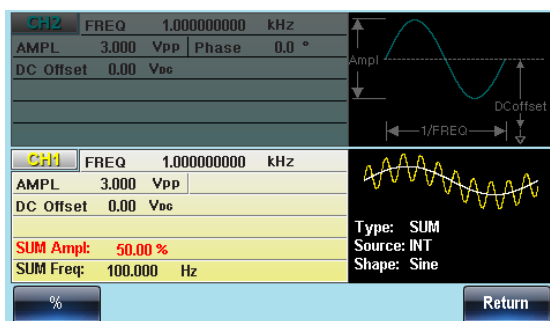 CH2 FREQ 1.000000000 kHz
AMPL 3.000 Vpp Phase 0.0 °
DC Offset 0.00 VDC
Ampl
DCoffset
1/FREQ
CH1 FREQ 1.000000000 kHz
AMPL 3.000 Vpp
DC Offset 0.00 VDC
SUM Ampl: 50.00 %
SUM Freq: 100.000 Hz
Type: SUM
Source: INT
Shape: Sine
% Return